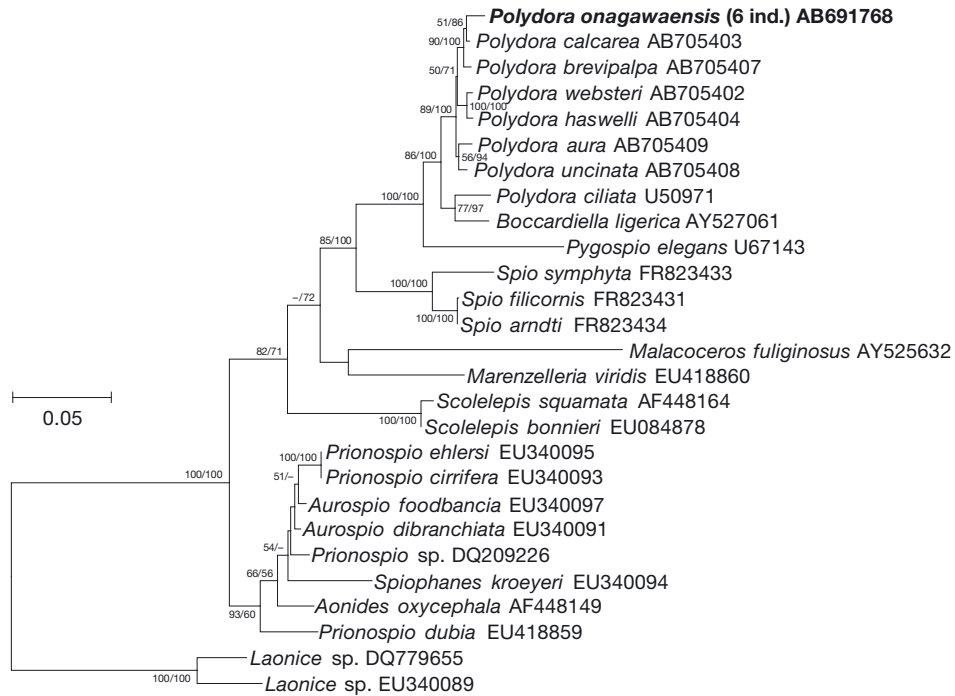 51/86
Polydora onagawaensis (6 ind.) AB691768
90/100
Polydora calcarea AB705403
50/71
Polydora brevipalpa AB705407
Polydora websteri AB705402
100/100
89/100
Polydora haswelli AB705404
86/100
Polydora aura AB705409
56/94
Polydora uncinata AB705408
100/100
Polydora ciliata U50971
77/97
Boccardiella ligerica AY527061
85/100
Pygospio elegans U67143
Spio symphyta FR823433
100/100
–/72
Spio filicornis FR823431
100/100
Spio arndti FR823434
82/71
Malacoceros fuliginosus AY525632
Marenzelleria viridis EU418860
0.05
Scolelepis squamata AF448164
100/100
Scolelepis bonnieri EU084878
Prionospio ehlersi EU340095
100/100
100/100
Prionospio cirrifera EU340093
51/–
Aurospio foodbancia EU340097
Aurospio dibranchiata EU340091
54/–
Prionospio sp. DQ209226
66/56
Spiophanes kroeyeri EU340094
93/60
Aonides oxycephala AF448149
Prionospio dubia EU418859
Laonice sp. DQ779655
100/100
Laonice sp. EU340089